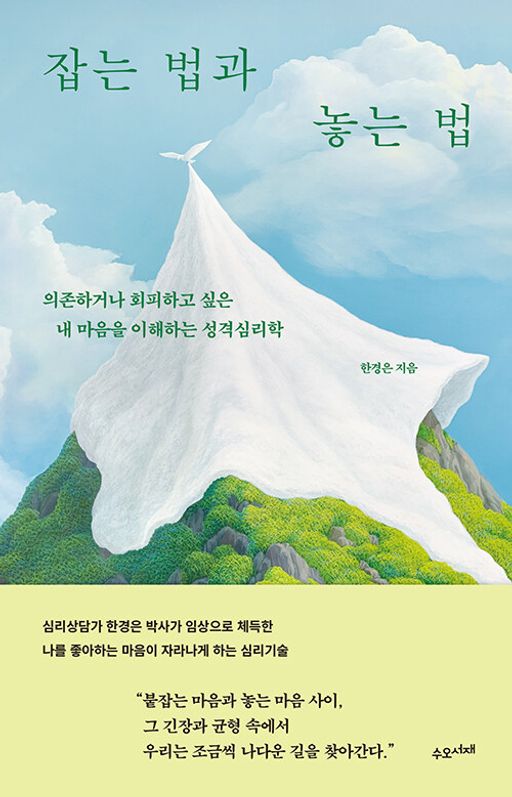 잡는 법과
놓는 법
의존하거나 회피하고 싶은
내 마음을 이해하는 성격심리학
한경은 지음
심리상담가 한경은 박사가 임상으로 체득한
나를 좋아하는 마음이 자라나게 하는 심리기술
“붙잡는 마음과 놓는 마음 사이,
그 긴장과 균형 속에서
우리는 조금씩 나다운 길을 찾아간다.”
수오서재